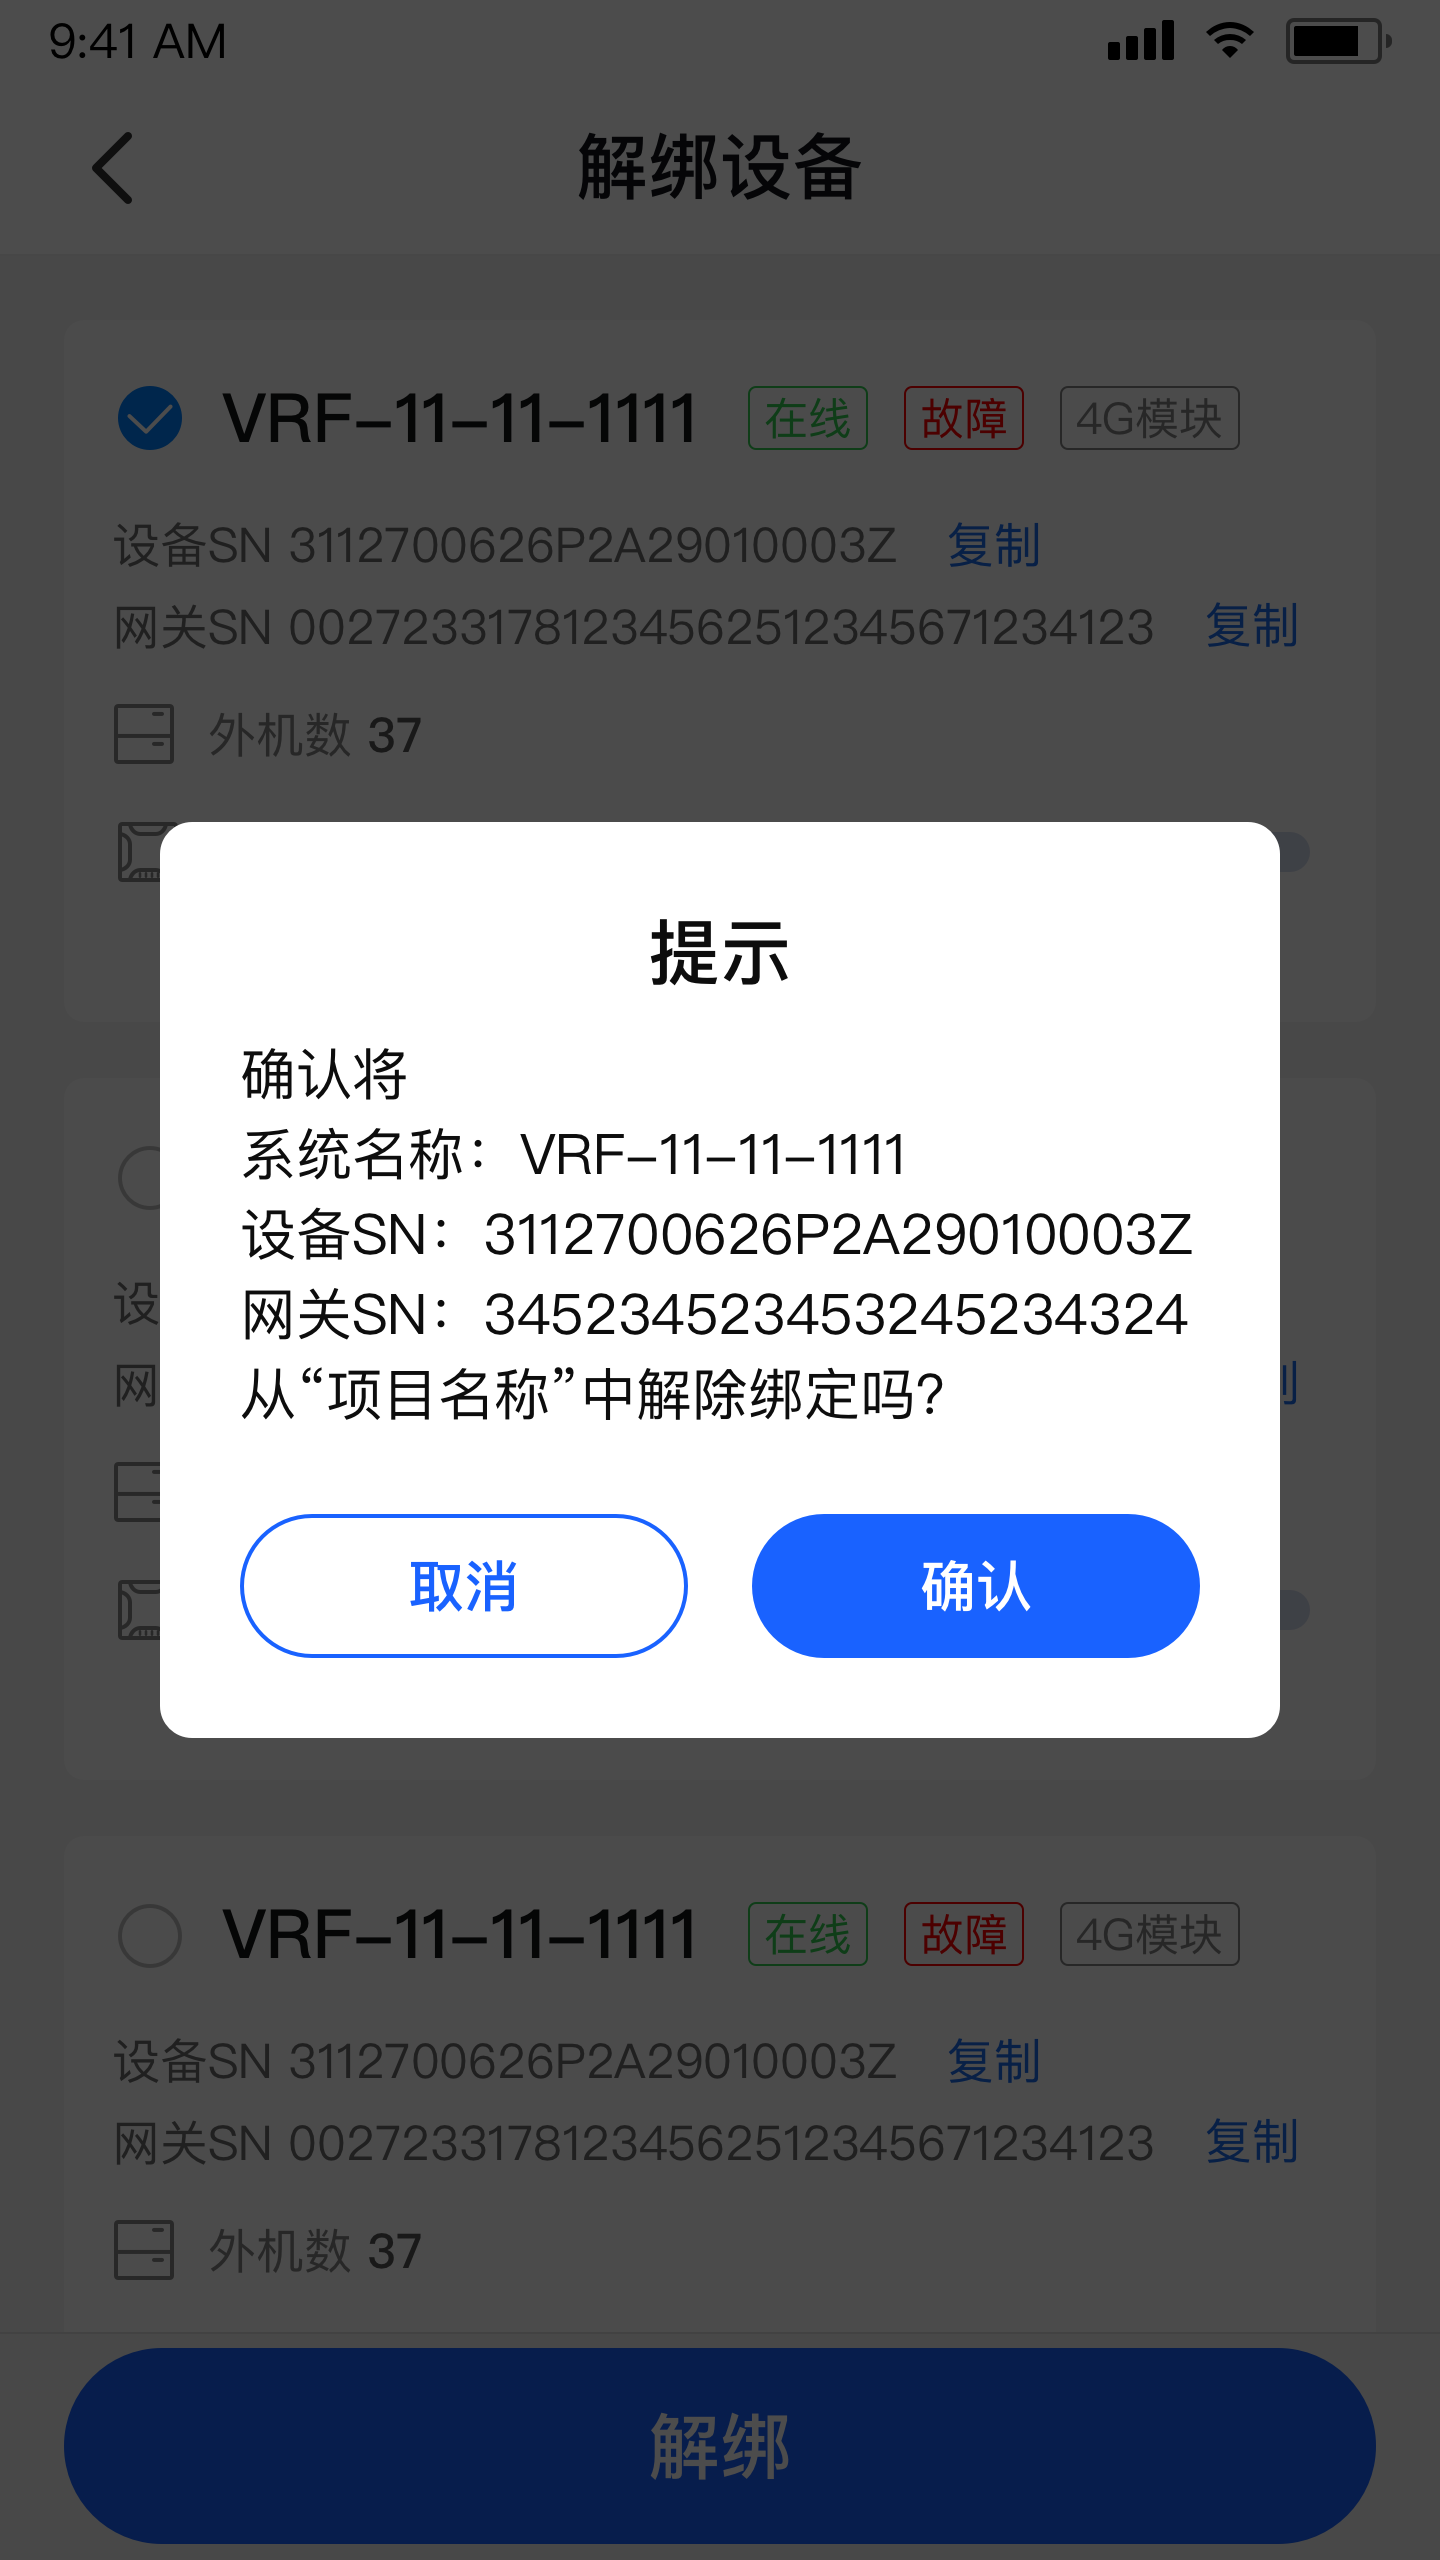 9:41 AM
解绑设备
VRF-11-11-1111 在线 故障 4G模块
设备SN 3112700626P2A29010003Z 复制
网关SN 0027233178123456251234567​1234123 复制
外机数 37
提示
确认将
系统名称：VRF-11-11-1111
设备SN：3112700626P2A29010003Z
网关SN：345234523453245234324
从“项目名称”中解除绑定吗？
设
网
取消 确认
VRF-11-11-1111 在线 故障 4G模块
设备SN 3112700626P2A29010003Z 复制
网关SN 0027233178123456251234567​1234123 复制
外机数 37
解绑